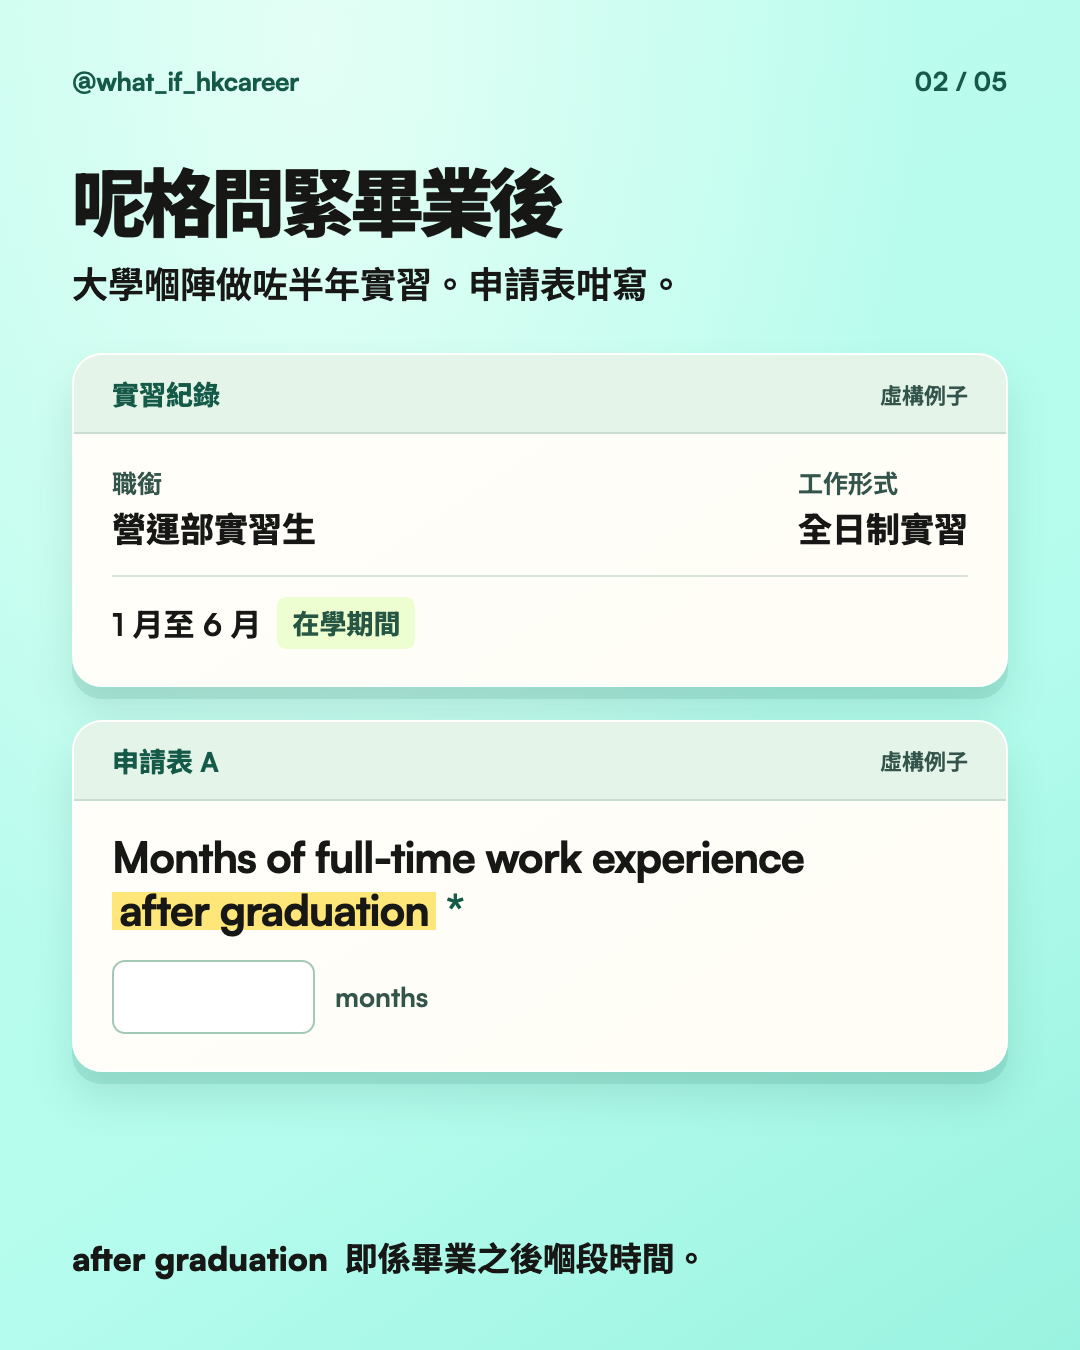 @what_if_hkcareer
02 / 05
呢格問緊畢業後
大學嗰陣做咗半年實習。申請表咁寫。
實習紀錄
虛構例子
職銜
工作形式
營運部實習生
全日制實習
1 月至 6 月
在學期間
申請表 A
虛構例子
Months of full-time work experience
after graduation *
months
after graduation 即係畢業之後嗰段時間。